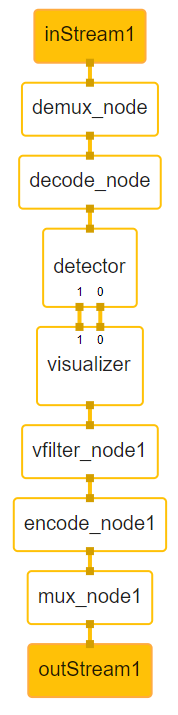 inStream1
demux_node
decode_node
detector
1 0
1 0
visualizer
vfilter_node1
encode_node1
mux_node1
outStream1